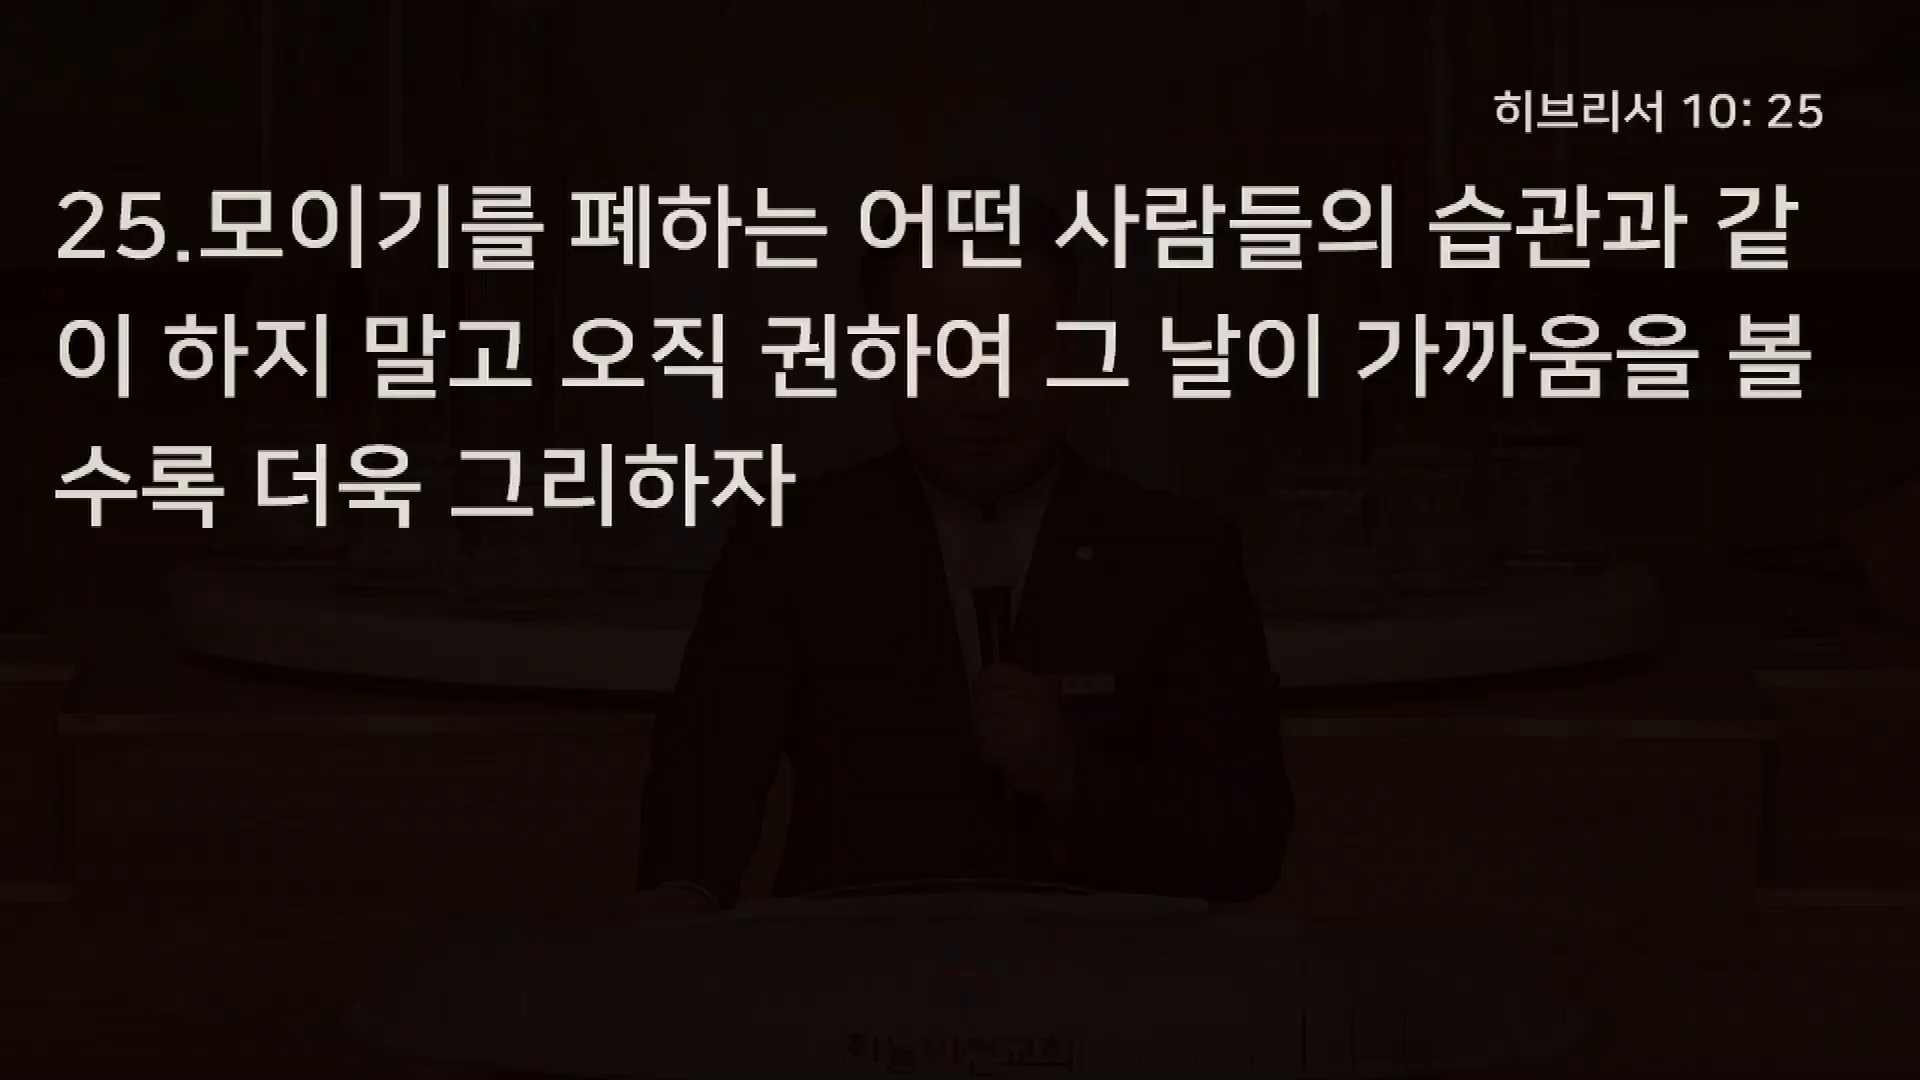 히브리서 10: 25
25.모이기를 폐하는 어떤 사람들의 습관과 같
이 하지 말고 오직 권하여 그 날이 가까움을 볼
수록 더욱 그리하자